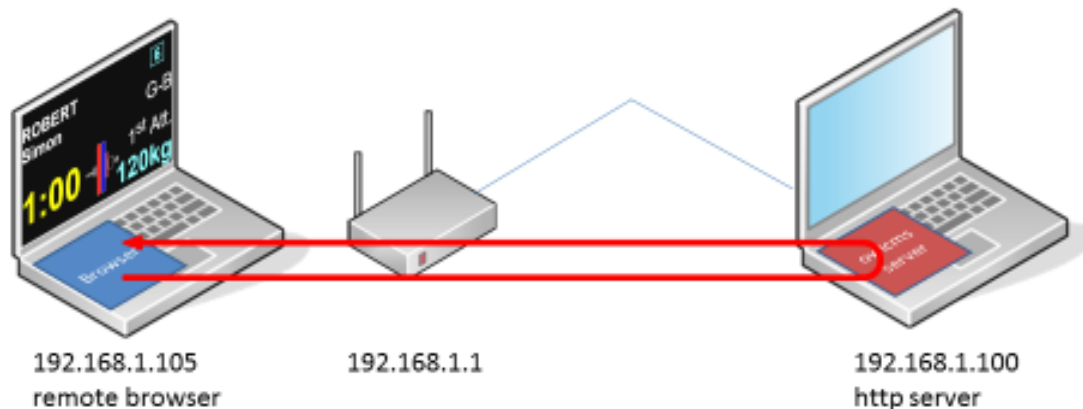 6
ROBERT
Simon
G-B
1st Att.
1:00
120kg
Browser
server
192.168.1.105
remote browser
192.168.1.1
192.168.1.100
http server